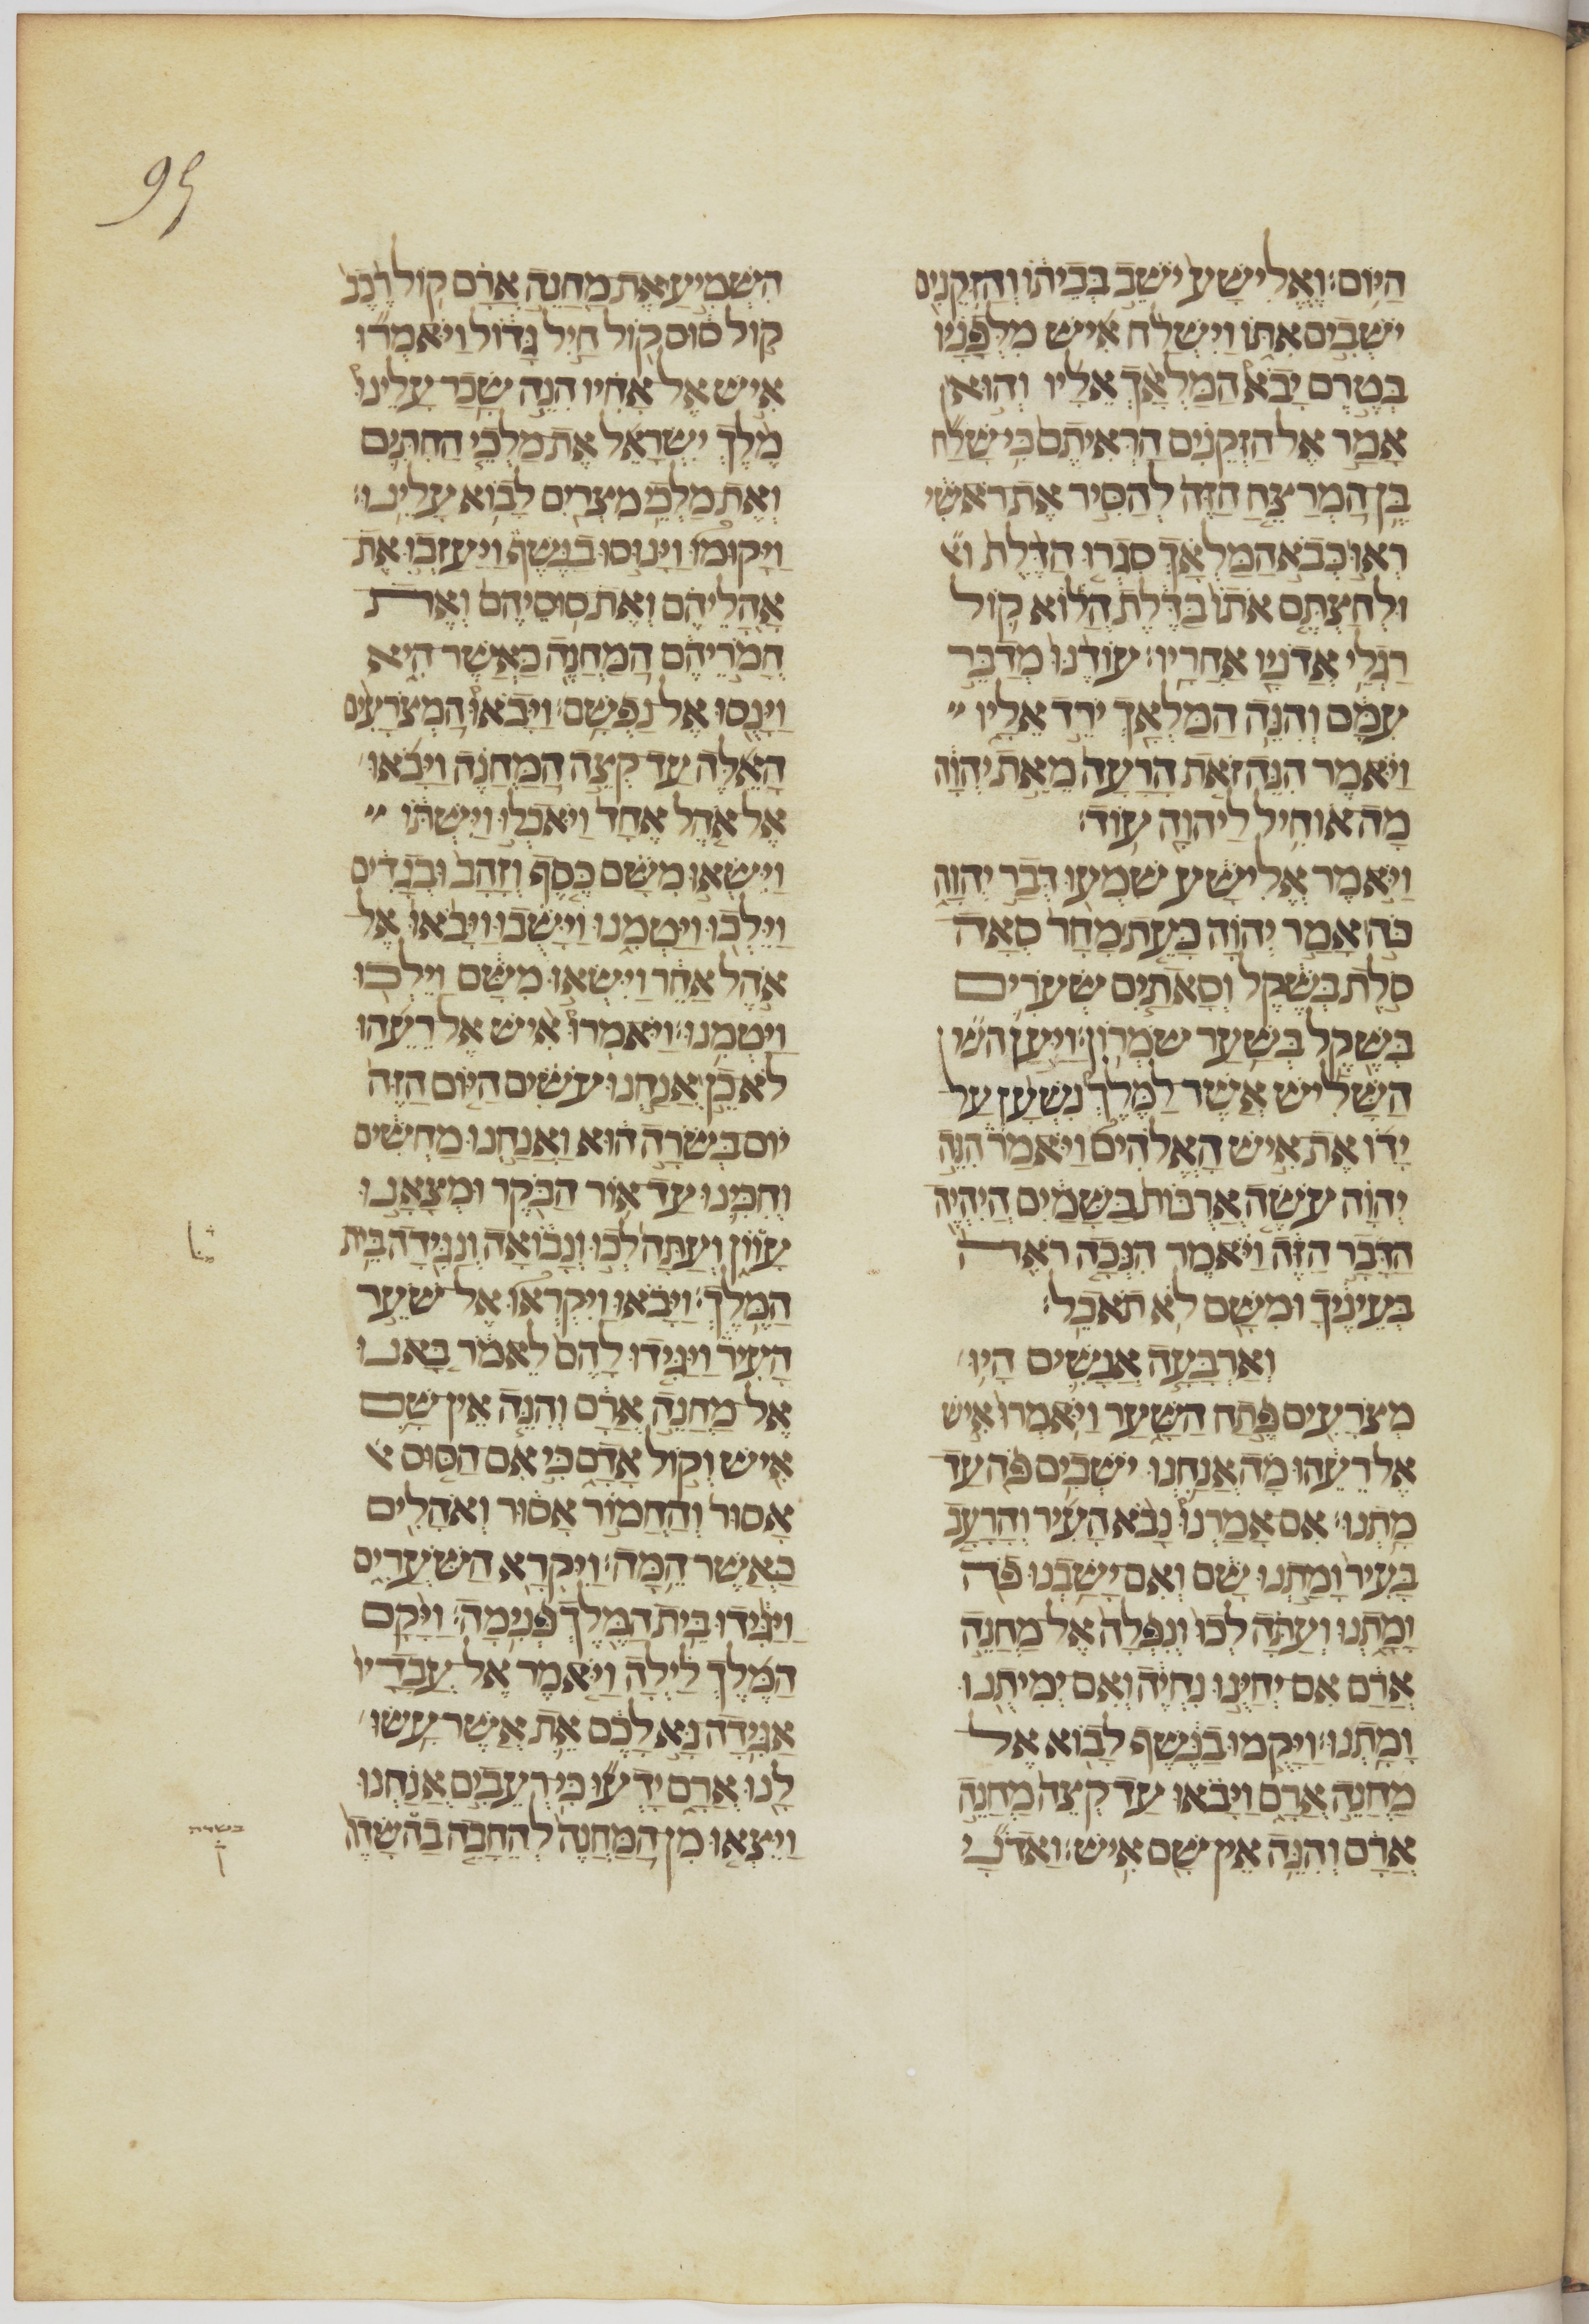 95
היום׃ ואלישע ישב בביתו והזקנים
ישבים אתו וישלח איש מלפניו
בטרם יבא המלאך אליו והוא
אמר אל הזקנים הראיתם כי שלח
בן המרצח הזה להסיר את ראשי
ראו כבא המלאך סגרו הדלת
ולחצתם אתו בדלת הלוא קול
רגלי אדניו אחריו׃ עודנו מדבר
עמם והנה המלאך ירד אליו
ויאמר הנה זאת הרעה מאת יהוה
מה אוחיל ליהוה עוד׃
ויאמר אלישע שמעו דבר יהוה
כה אמר יהוה כעת מחר סאה
סלת בשקל וסאתים שערים
בשקל בשער שמרון׃ ויען הש
השליש אשר למלך נשען על
ידו את איש האלהים ויאמר הנה
יהוה עשה ארבות בשמים היהיה
הדבר הזה ויאמר הנכה ראה
בעיניך ומשם לא תאכל׃
וארבעה אנשים היו
מצרעים פתח השער ויאמרו איש
אל רעהו מה אנחנו ישבים פה עד
מתנו׃ אם אמרנו נבא העיר והרעב
בעיר ומתנו שם ואם ישבנו פה
ומתנו ועתה לכו ונפלה אל מחנה
ארם אם יחינו נחיה ואם ימיתנו
ומתנו׃ ויקמו בנשף לבוא אל
מחנה ארם ויבאו עד קצה מחנה
ארם והנה אין שם איש׃ ואדני
השמיע את מחנה ארם קול רכב
קול סוס קול חיל גדול ויאמרו
איש אל אחיו הנה שכר עלינו
מלך ישראל את מלכי החתים
ואת מלכי מצרים לבוא עלינו׃
ויקומו וינוסו בנשף ויעזבו את
אהליהם ואת סוסיהם ואת
חמריהם המחנה כאשר היא
וינסו אל נפשם׃ ויבאו המצרעים
האלה עד קצה המחנה ויבאו
אל אהל אחד ויאכלו וישתו
וישאו משם כסף וזהב ובגדים
וילכו ויטמנו וישבו ויבאו אל
אהל אחר וישאו משם וילכו
ויטמנו׃ ויאמרו איש אל רעהו
לא כן אנחנו עשים היום הזה
יום בשרה הוא ואנחנו מחשים
וחכינו עד אור הבקר ומצאנו
עוון ועתה לכו ונבואה ונגידה בית
המלך׃ ויבאו ויקראו אל שער
העיר ויגידו להם לאמר באנו
אל מחנה ארם והנה אין שם
איש וקול אדם כי אם הסוס
אסור והחמור אסור ואהלים
כאשר המה׃ ויקרא השערים
ויגידו בית המלך פנימה׃ ויקם
המלך לילה ויאמר אל עבדיו
אגידה נא לכם את אשר עשו
לנו ארם ידעו כי רעבים אנחנו
ויצאו מן המחנה להחבה בהשדה
בשדה
ק